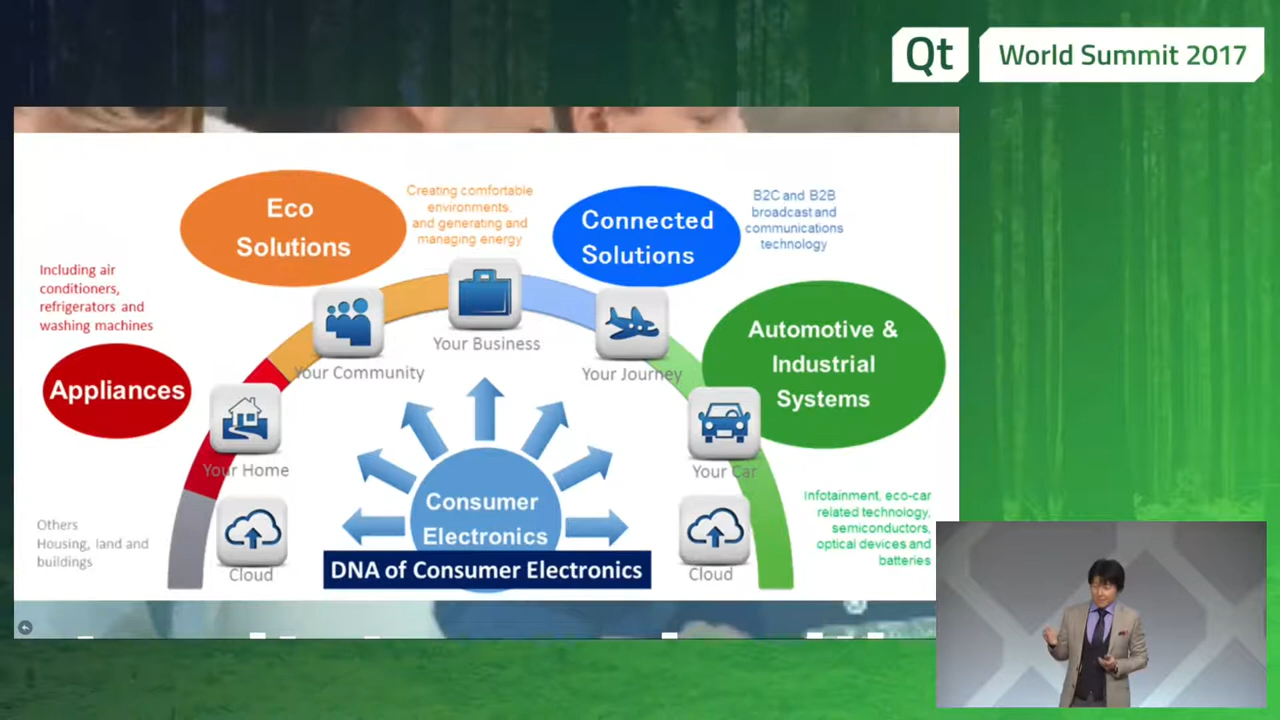 Qt
World Summit 2017
Eco
Solutions
Creating comfortable
environments,
and generating and
managing energy
Connected
Solutions
B2C and B2B
broadcast and
communications
technology
Including air
conditioners,
refrigerators and
washing machines
Appliances
Automotive &
Industrial
Systems
Your Business
Your Community
Your Journey
Your Home
Your Car
Consumer
Electronics
DNA of Consumer Electronics
Others
Housing, land and
buildings
Cloud
Cloud
Infotainment, eco-car
related technology,
semiconductors,
optical devices and
batteries